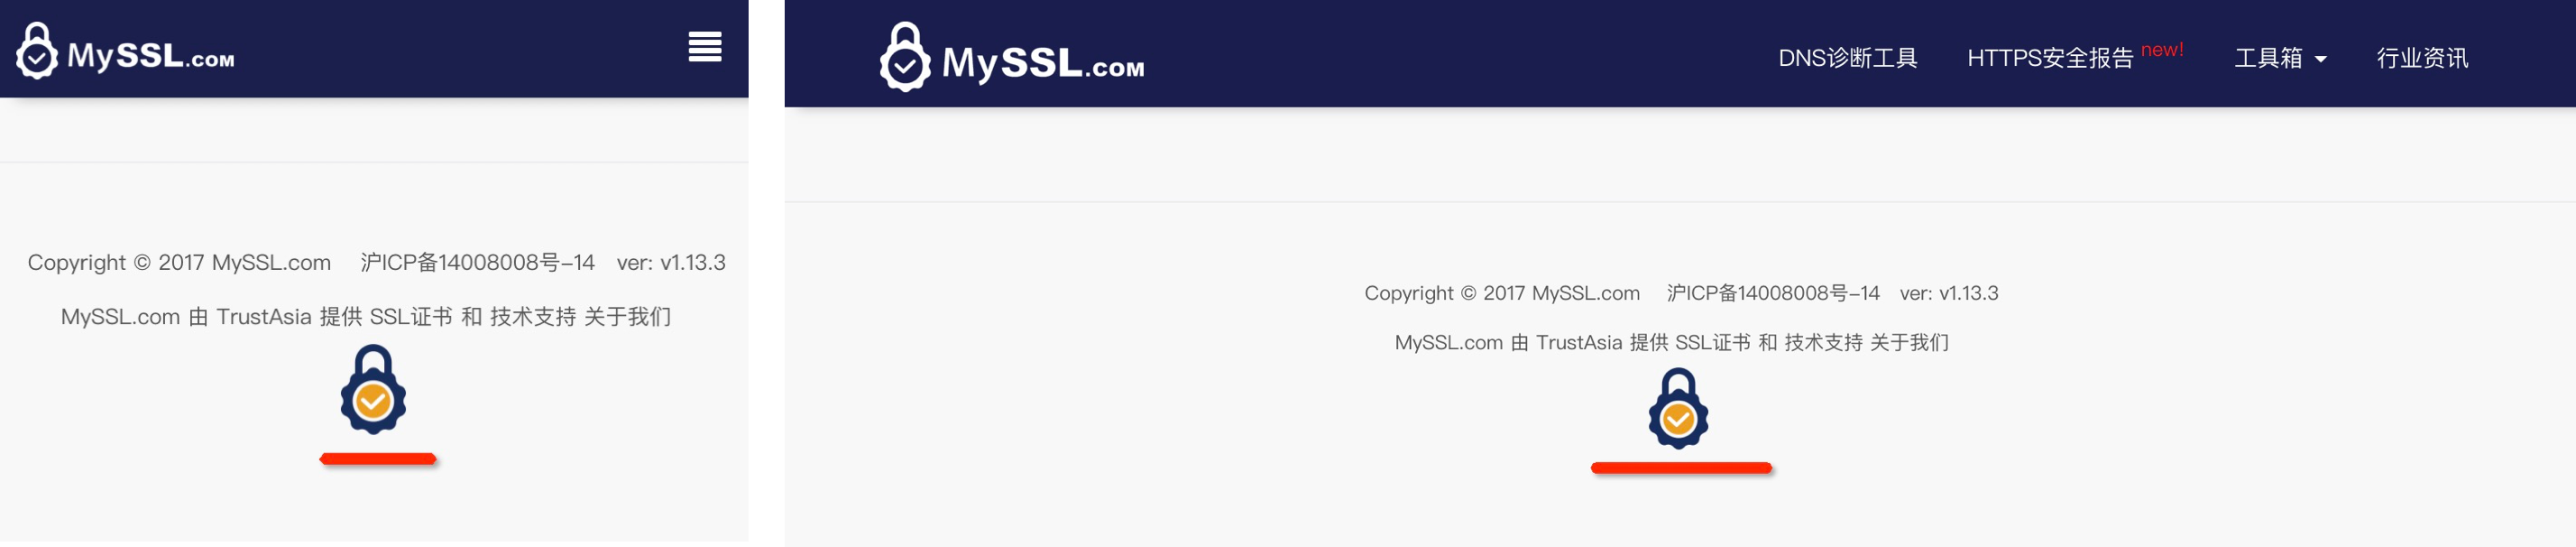 MySSL.COM
Copyright © 2017 MySSL.com 沪ICP备14008008号-14 ver: v1.13.3
MySSL.com 由 TrustAsia 提供 SSL证书 和 技术支持 关于我们
MySSL.COM
DNS诊断工具 HTTPS安全报告 new! 工具箱 行业资讯
Copyright © 2017 MySSL.com 沪ICP备14008008号-14 ver: v1.13.3
MySSL.com 由 TrustAsia 提供 SSL证书 和 技术支持 关于我们